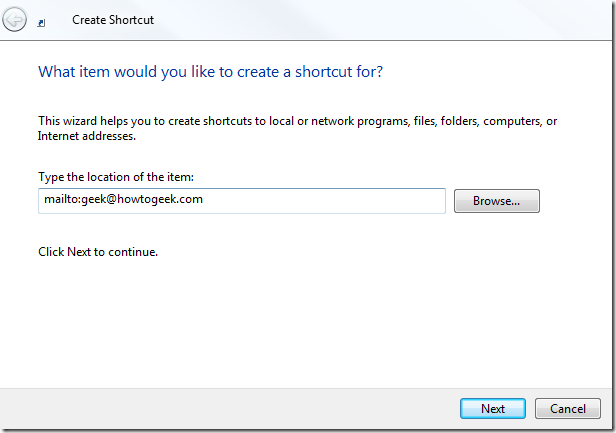 Create Shortcut
What item would you like to create a shortcut for?
This wizard helps you to create shortcuts to local or network programs, files, folders, computers, or
Internet addresses.
Type the location of the item:
mailto:geek@howtogeek.com
Browse...
Click Next to continue.
Next
Cancel